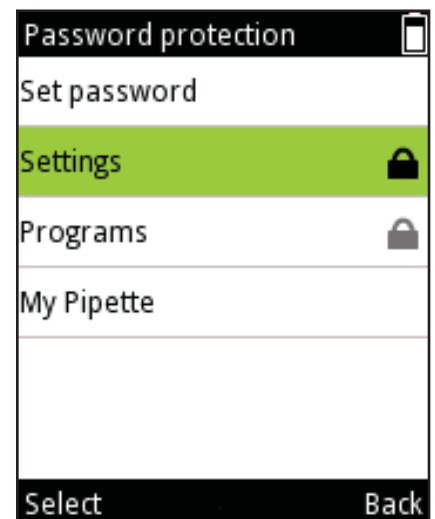 Password protection
Set password
Settings
Programs
My Pipette
Select Back